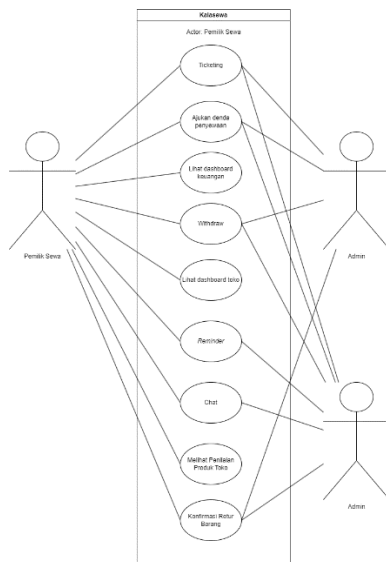 Kalasewa
Actor: Pemilik Sewa
Ticketing
Ajukan denda
penyewaan
Lihat dashboard
keuangan
Withdraw
Pemilik Sewa
Admin
Lihat dashboard toko
Reminder
Chat
Melihat Penilaian
Produk Toko
Admin
Konfirmasi Retur
Barang